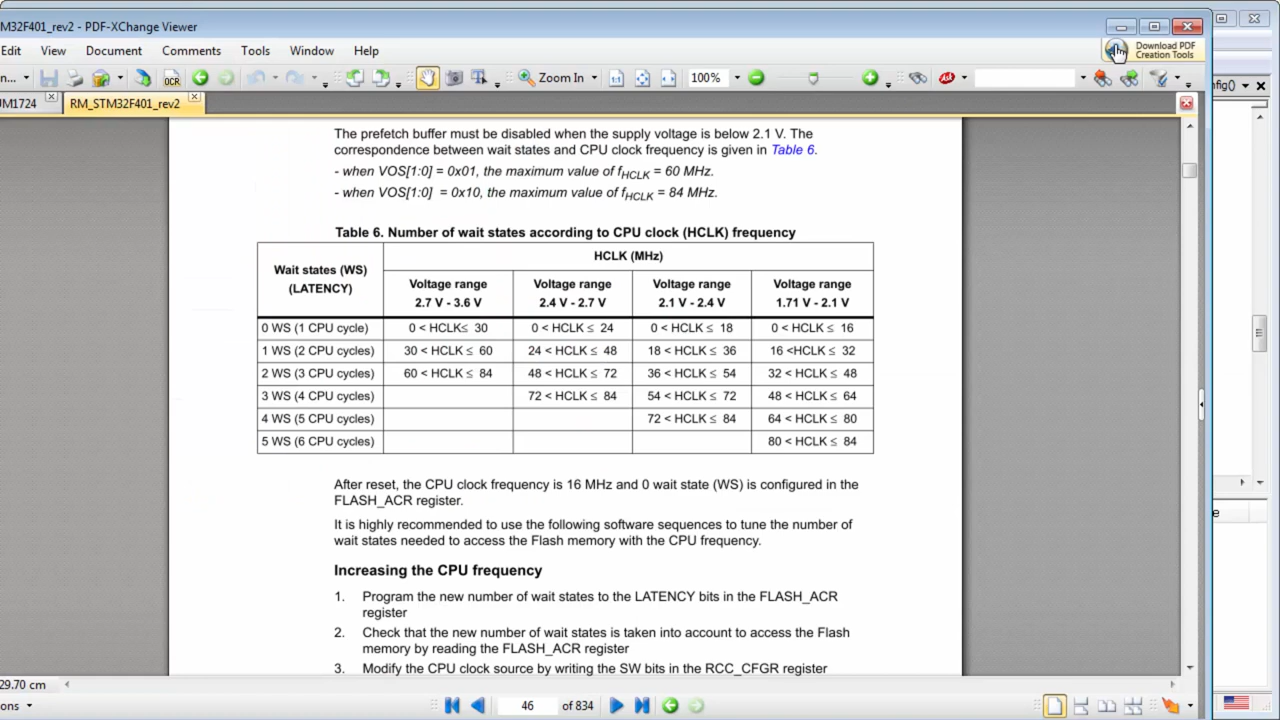 M32F401_rev2 - PDF-XChange Viewer
Edit View Document Comments Tools Window Help
Download PDF
Creation Tools
n... OCR Zoom In 100%
nfig()
JM1724 RM_STM32F401_rev2
The prefetch buffer must be disabled when the supply voltage is below 2.1 V. The
correspondence between wait states and CPU clock frequency is given in Table 6.
- when VOS[1:0] = 0x01, the maximum value of fHCLK = 60 MHz.
- when VOS[1:0] = 0x10, the maximum value of fHCLK = 84 MHz.
Table 6. Number of wait states according to CPU clock (HCLK) frequency
Wait states (WS)
(LATENCY)
HCLK (MHz)
Voltage range
2.7 V - 3.6 V
Voltage range
2.4 V - 2.7 V
Voltage range
2.1 V - 2.4 V
Voltage range
1.71 V - 2.1 V
0 WS (1 CPU cycle) 0 < HCLK≤ 30 0 < HCLK ≤ 24 0 < HCLK ≤ 18 0 < HCLK ≤ 16
1 WS (2 CPU cycles) 30 < HCLK ≤ 60 24 < HCLK ≤ 48 18 < HCLK ≤ 36 16 <HCLK ≤ 32
2 WS (3 CPU cycles) 60 < HCLK ≤ 84 48 < HCLK ≤ 72 36 < HCLK ≤ 54 32 < HCLK ≤ 48
3 WS (4 CPU cycles) 72 < HCLK ≤ 84 54 < HCLK ≤ 72 48 < HCLK ≤ 64
4 WS (5 CPU cycles) 72 < HCLK ≤ 84 64 < HCLK ≤ 80
5 WS (6 CPU cycles) 80 < HCLK ≤ 84
After reset, the CPU clock frequency is 16 MHz and 0 wait state (WS) is configured in the
FLASH_ACR register.
It is highly recommended to use the following software sequences to tune the number of
wait states needed to access the Flash memory with the CPU frequency.
Increasing the CPU frequency
1. Program the new number of wait states to the LATENCY bits in the FLASH_ACR
register
2. Check that the new number of wait states is taken into account to access the Flash
memory by reading the FLASH_ACR register
3. Modify the CPU clock source by writing the SW bits in the RCC_CFGR register
e
29.70 cm
ons 46 of 834